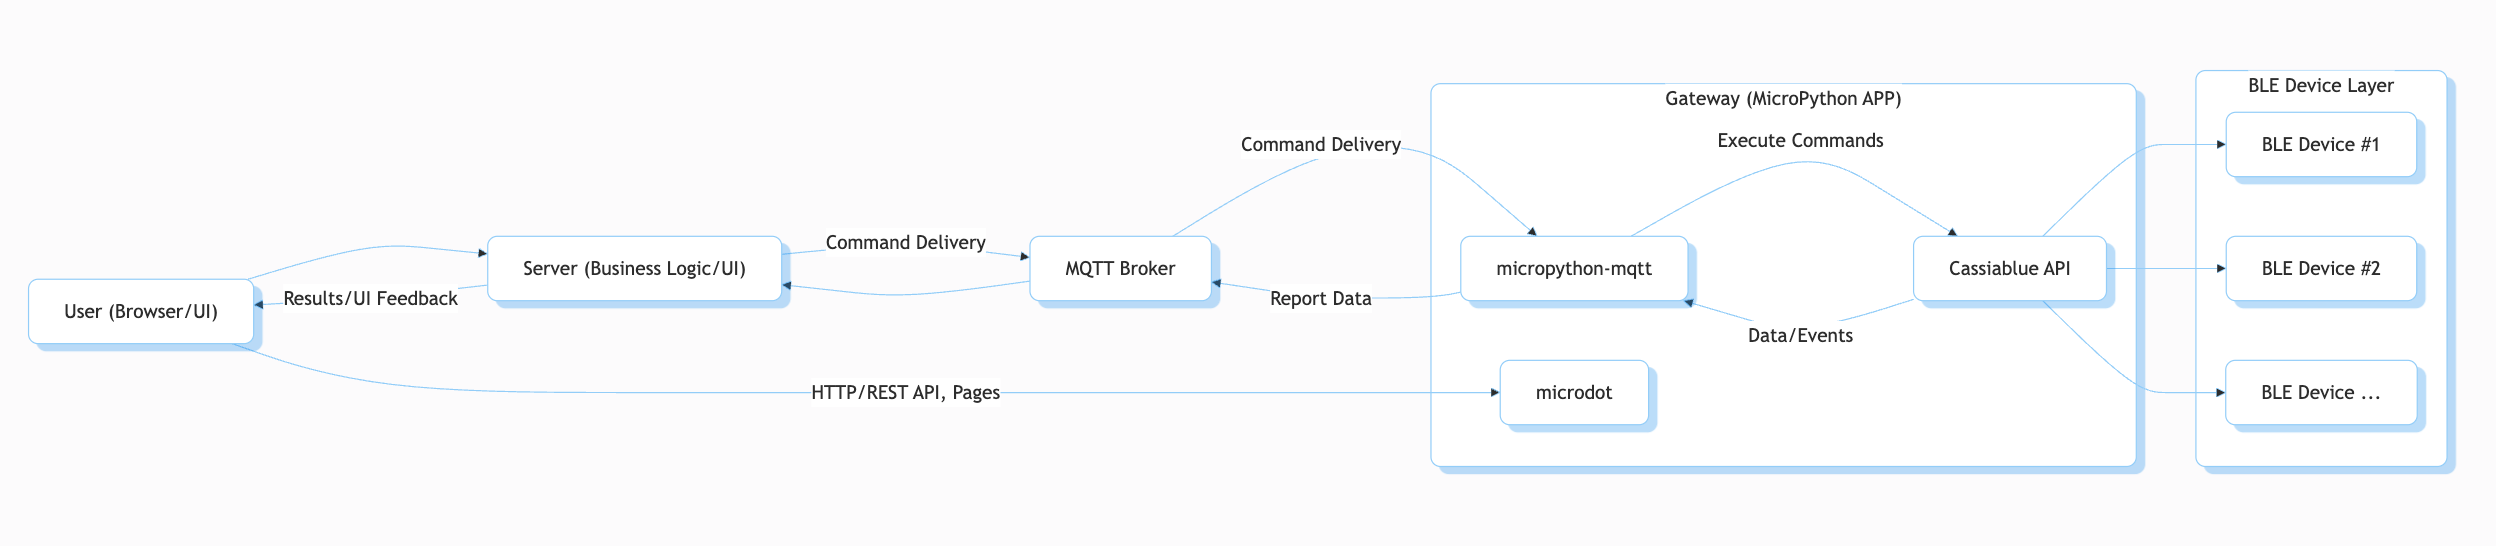 User (Browser/UI)
Results/UI Feedback
Server (Business Logic/UI)
Command Delivery
MQTT Broker
Command Delivery
Report Data
HTTP/REST API, Pages
Gateway (MicroPython APP)
Execute Commands
micropython-mqtt
Cassiablue API
Data/Events
microdot
BLE Device Layer
BLE Device #1
BLE Device #2
BLE Device ...